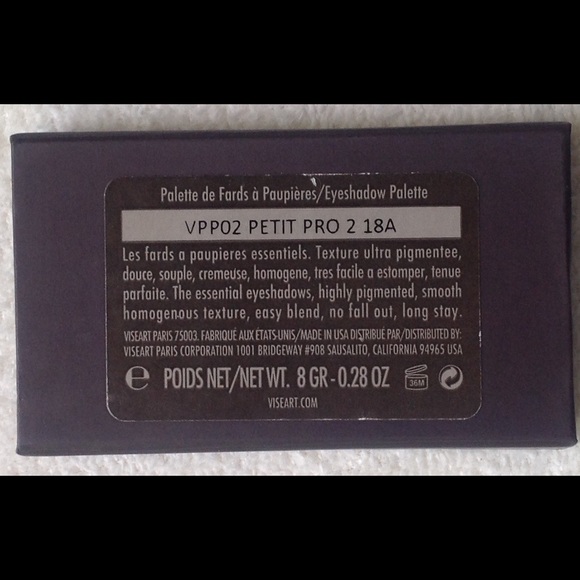 Palette de Fards à Paupières/Eyeshadow Palette
VPP02 PETIT PRO 2 18A
Les fards a paupieres essentiels. Texture ultra pigmentee,
douce, souple, cremeuse, homogene, tres facile a estomper, tenue
parfaite. The essential eyeshadows, highly pigmented, smooth
homogenous texture, easy blend, no fall out, long stay.
VISEART PARIS 75003. FABRIQUÉ AUX ÉTATS-UNIS/MADE IN USA DISTRIBUÉ PAR/DISTRIBUTED BY:
VISEART PARIS CORPORATION 1001 BRIDGEWAY #908 SAUSALITO, CALIFORNIA 94965 USA
℮ POIDS NET/NET WT. 8 GR - 0.28 OZ 36M
VISEART.COM